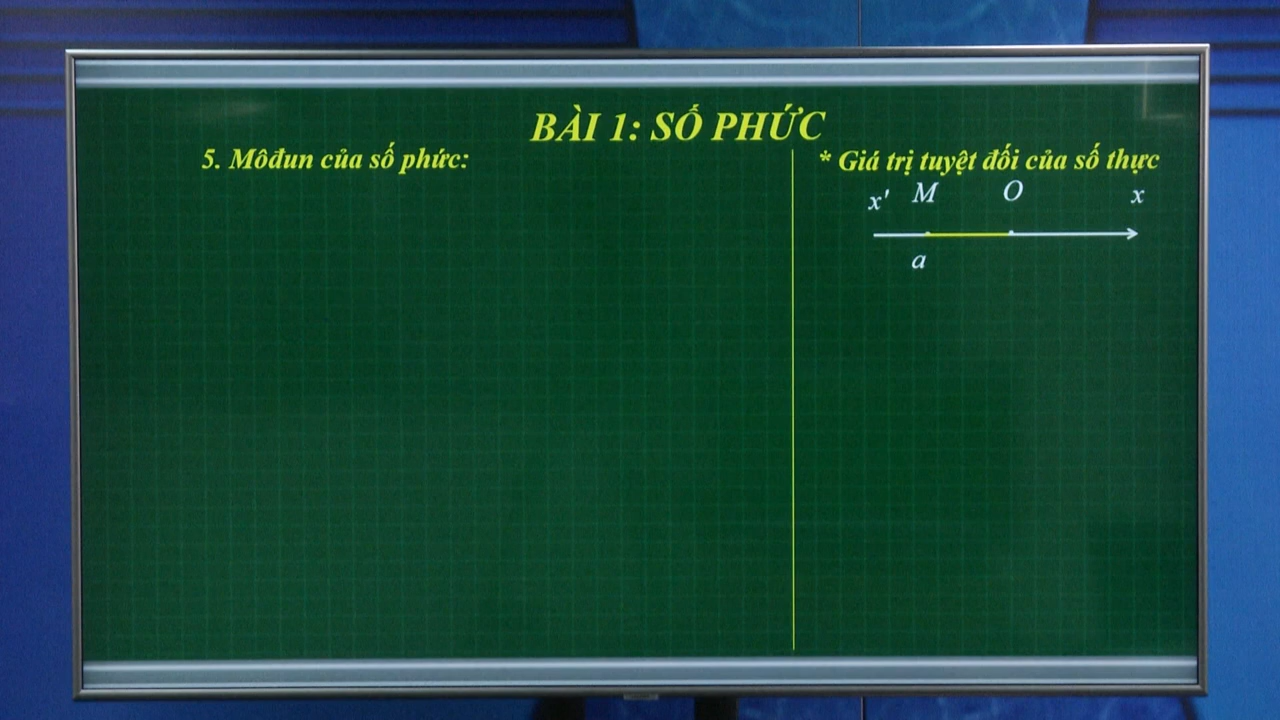 BÀI 1: SỐ PHỨC
5. Môđun của số phức:
* Giá trị tuyệt đối của số thực
x' M O x
a